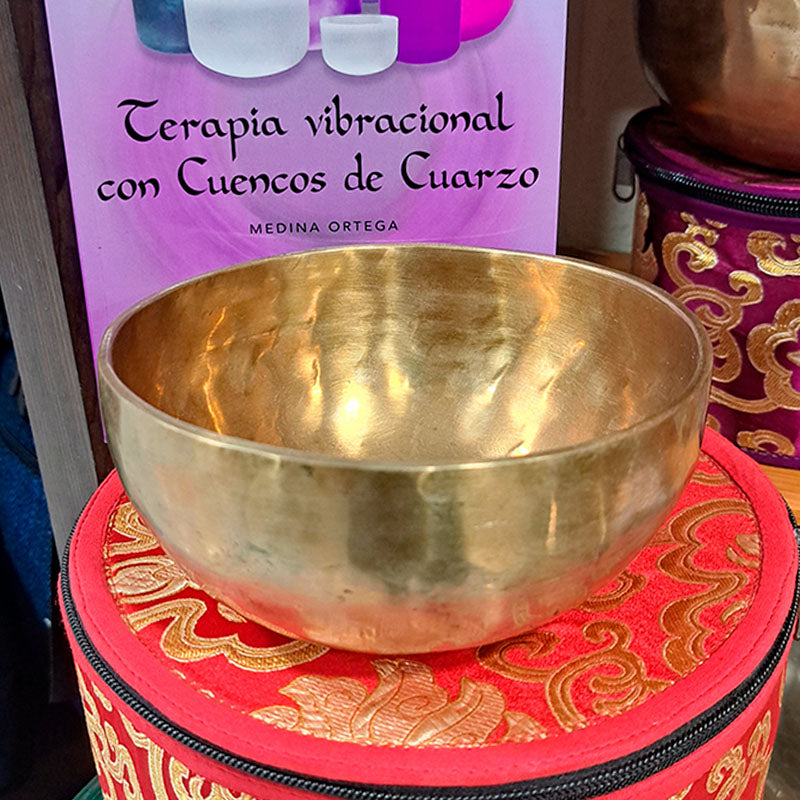 Terapia vibracional
con Cuencos de Cuarzo
MEDINA ORTEGA